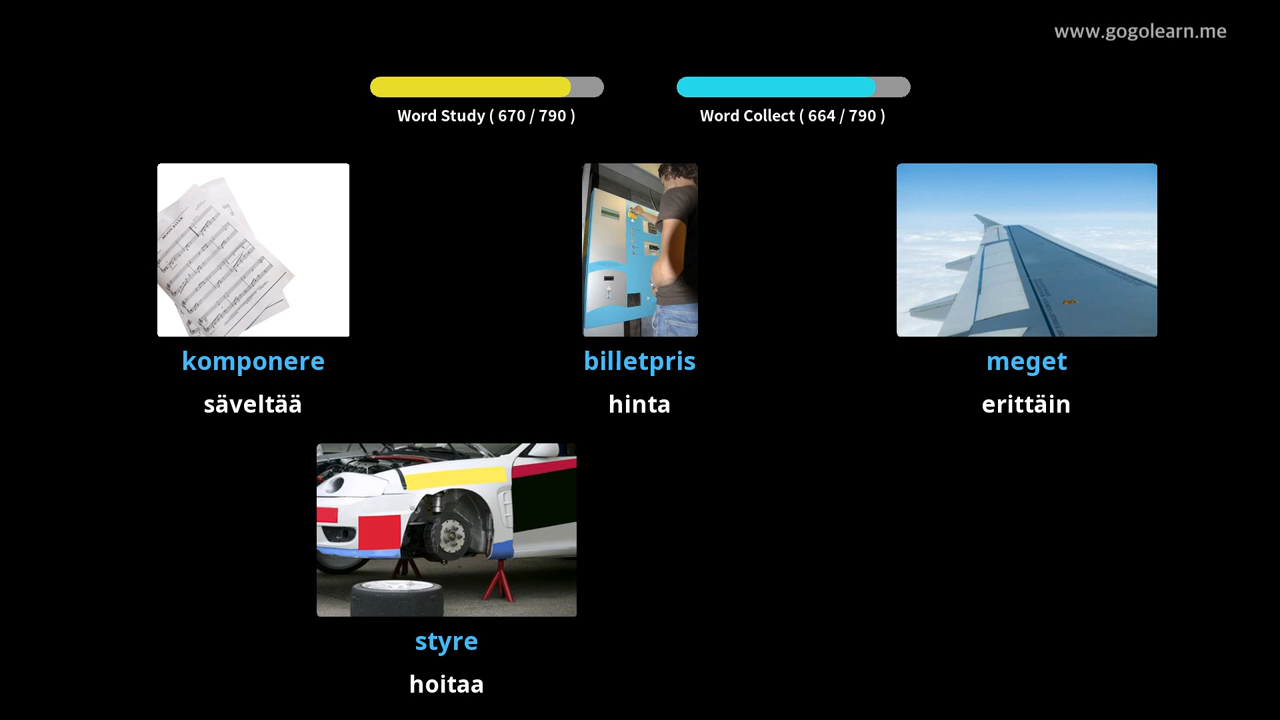 www.gogolearn.me
Word Study ( 670 / 790 )
Word Collect ( 664 / 790 )
komponere
säveltää
billetpris
hinta
meget
erittäin
styre
hoitaa